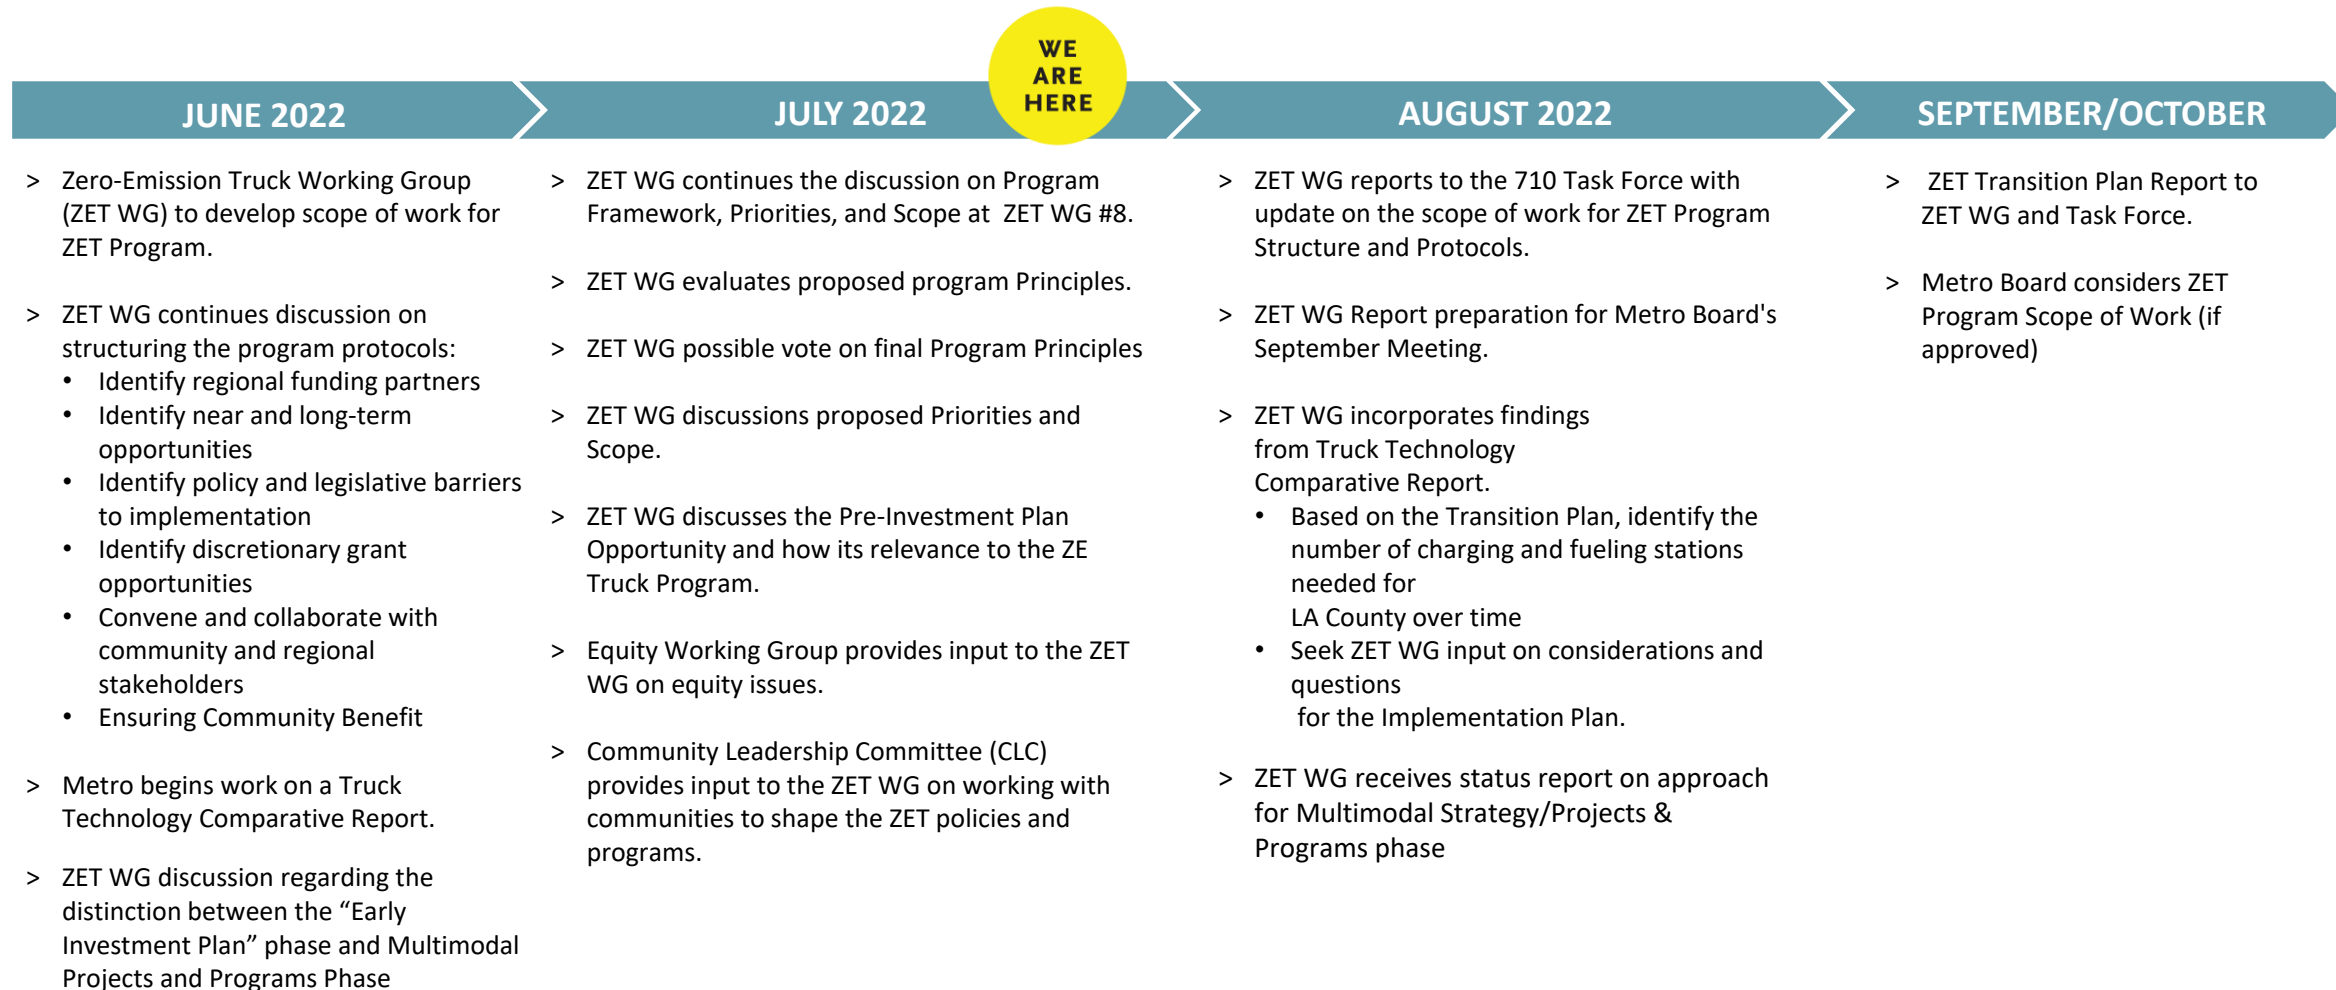 WE
ARE
HERE
JUNE 2022
JULY 2022
AUGUST 2022
SEPTEMBER/OCTOBER
> Zero-Emission Truck Working Group
(ZET WG) to develop scope of work for
ZET Program.
> ZET WG continues discussion on
structuring the program protocols:
• Identify regional funding partners
• Identify near and long-term
opportunities
• Identify policy and legislative barriers
to implementation
• Identify discretionary grant
opportunities
• Convene and collaborate with
community and regional
stakeholders
• Ensuring Community Benefit
> Metro begins work on a Truck
Technology Comparative Report.
> ZET WG discussion regarding the
distinction between the “Early
Investment Plan” phase and Multimodal
Projects and Programs Phase
> ZET WG continues the discussion on Program
Framework, Priorities, and Scope at ZET WG #8.
> ZET WG evaluates proposed program Principles.
> ZET WG possible vote on final Program Principles
> ZET WG discussions proposed Priorities and
Scope.
> ZET WG discusses the Pre-Investment Plan
Opportunity and how its relevance to the ZE
Truck Program.
> Equity Working Group provides input to the ZET
WG on equity issues.
> Community Leadership Committee (CLC)
provides input to the ZET WG on working with
communities to shape the ZET policies and
programs.
> ZET WG reports to the 710 Task Force with
update on the scope of work for ZET Program
Structure and Protocols.
> ZET WG Report preparation for Metro Board's
September Meeting.
> ZET WG incorporates findings
from Truck Technology
Comparative Report.
• Based on the Transition Plan, identify the
number of charging and fueling stations
needed for
LA County over time
• Seek ZET WG input on considerations and
questions
for the Implementation Plan.
> ZET WG receives status report on approach
for Multimodal Strategy/Projects &
Programs phase
> ZET Transition Plan Report to
ZET WG and Task Force.
> Metro Board considers ZET
Program Scope of Work (if
approved)